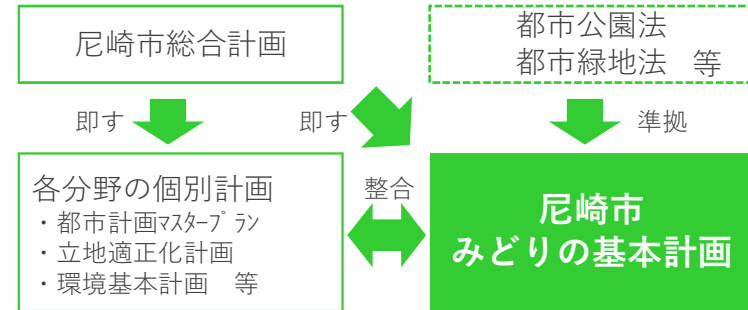 尼崎市総合計画
都市公園法
都市緑地法　等
即す
即す
準拠
各分野の個別計画
・都市計画ﾏｽﾀｰﾌﾟﾗﾝ
・立地適正化計画
・環境基本計画　等
整合
尼崎市
みどりの基本計画